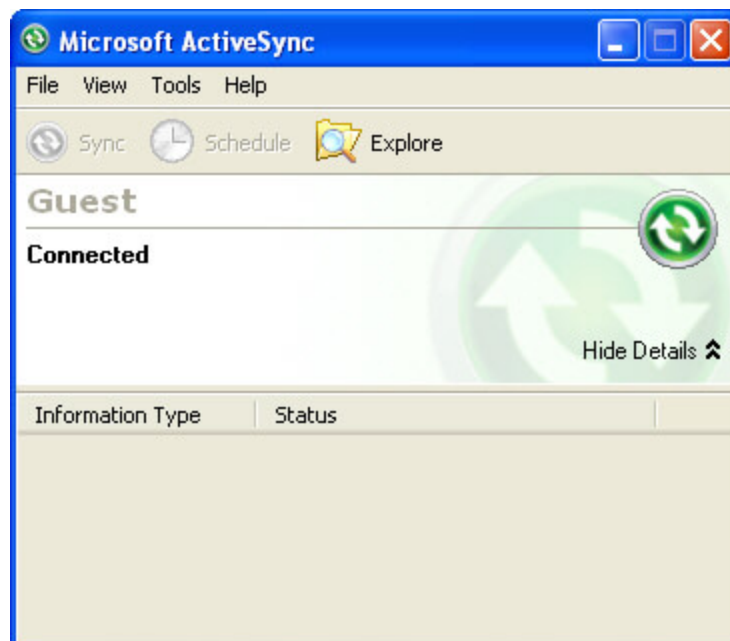 Microsoft ActiveSync
File View Tools Help
Sync Schedule Explore
Guest
Connected
Hide Details
Information Type Status